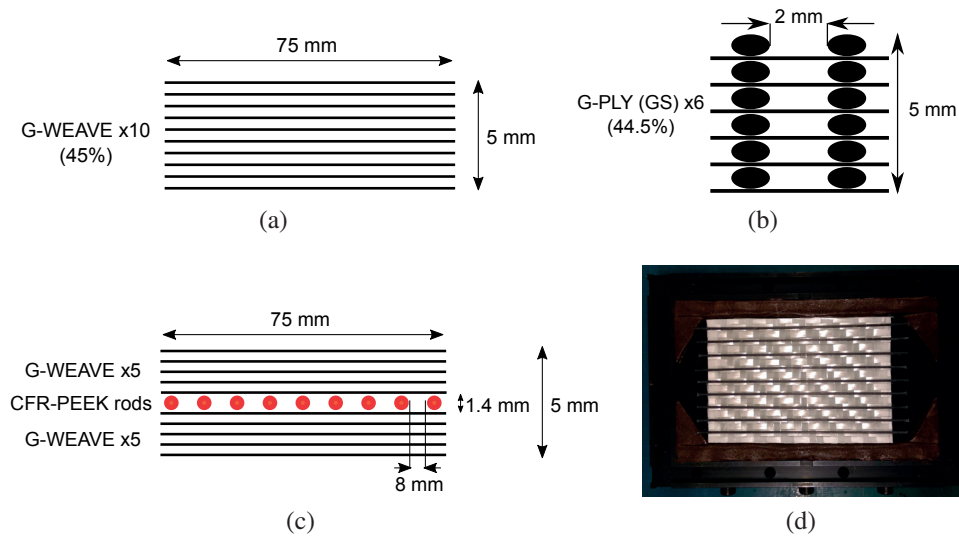 75 mm
G-WEAVE x10
(45%)
5 mm
(a)
2 mm
G-PLY (GS) x6
(44.5%)
5 mm
(b)
75 mm
G-WEAVE x5
CFR-PEEK rods
G-WEAVE x5
1.4 mm
5 mm
8 mm
(c)
(d)